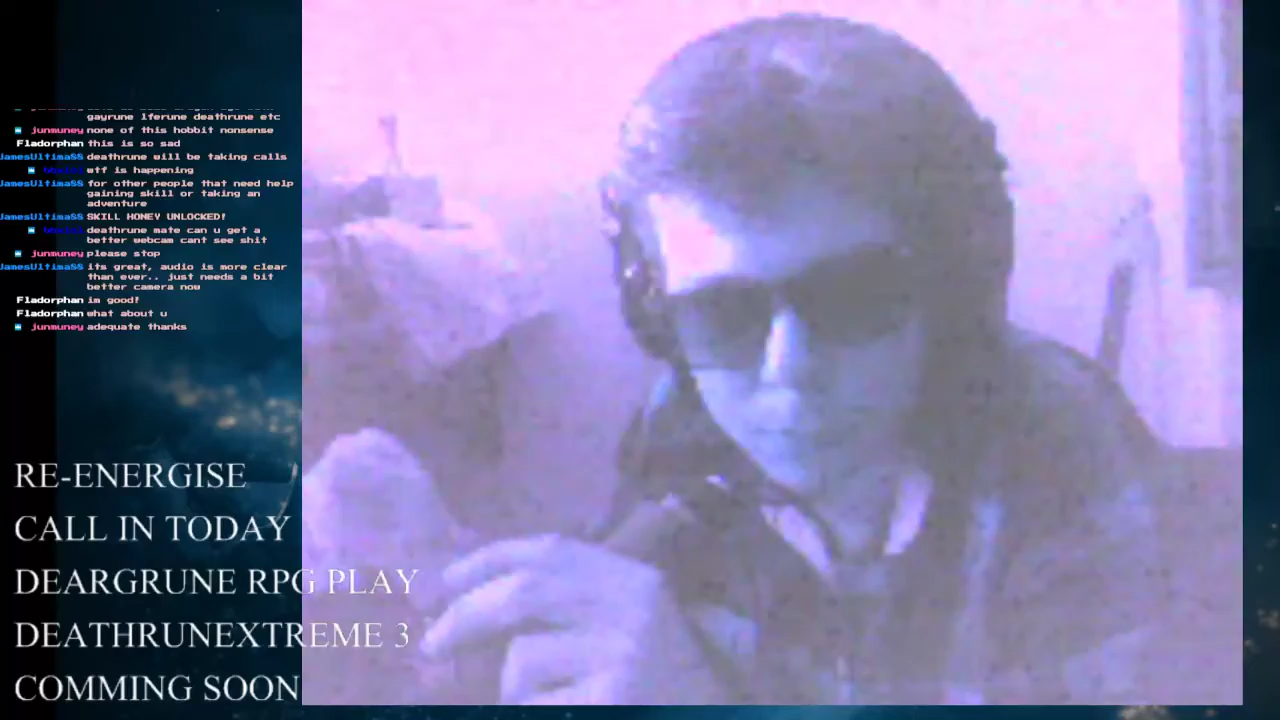 gayrune lferune deathrune etc
junmuney none of this hobbit nonsense
Fladorphan this is so sad
JamesUltima88 deathrune will be taking calls
wtf is happening
JamesUltima88 for other people that need help
gaining skill or taking an
adventure
JamesUltima88 SKILL HONEY UNLOCKED!
deathrune mate can u get a
better webcam cant see shit
junmuney please stop
JamesUltima88 its great, audio is more clear
than ever.. just needs a bit
better camera now
Fladorphan im good!
Fladorphan what about u
junmuney adequate thanks
RE-ENERGISE
CALL IN TODAY
DEARGRUNE RPG PLAY
DEATHRUNEXTREME 3
COMMING SOON